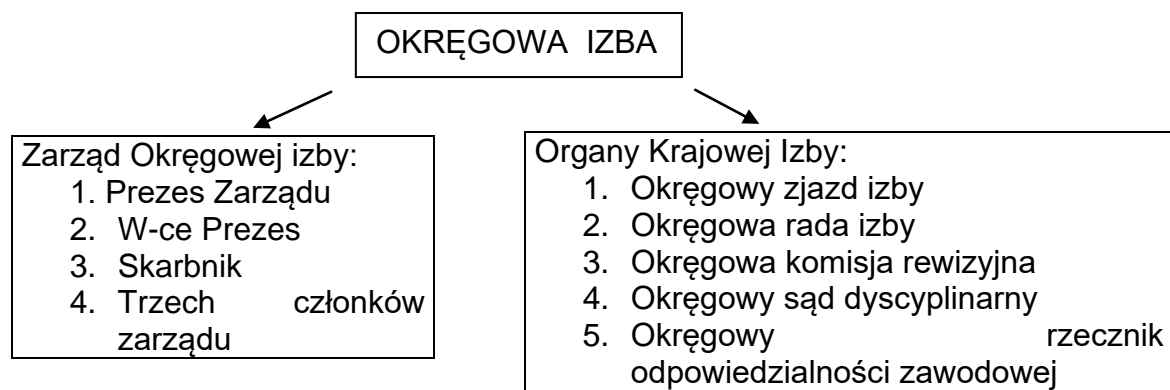 OKRĘGOWA IZBA
Zarząd Okręgowej izby:
1. Prezes Zarządu
2. W-ce Prezes
3. Skarbnik
4. Trzech członków
zarządu
Organy Krajowej Izby:
1. Okręgowy zjazd izby
2. Okręgowa rada izby
3. Okręgowa komisja rewizyjna
4. Okręgowy sąd dyscyplinarny
5. Okręgowy rzecznik
odpowiedzialności zawodowej